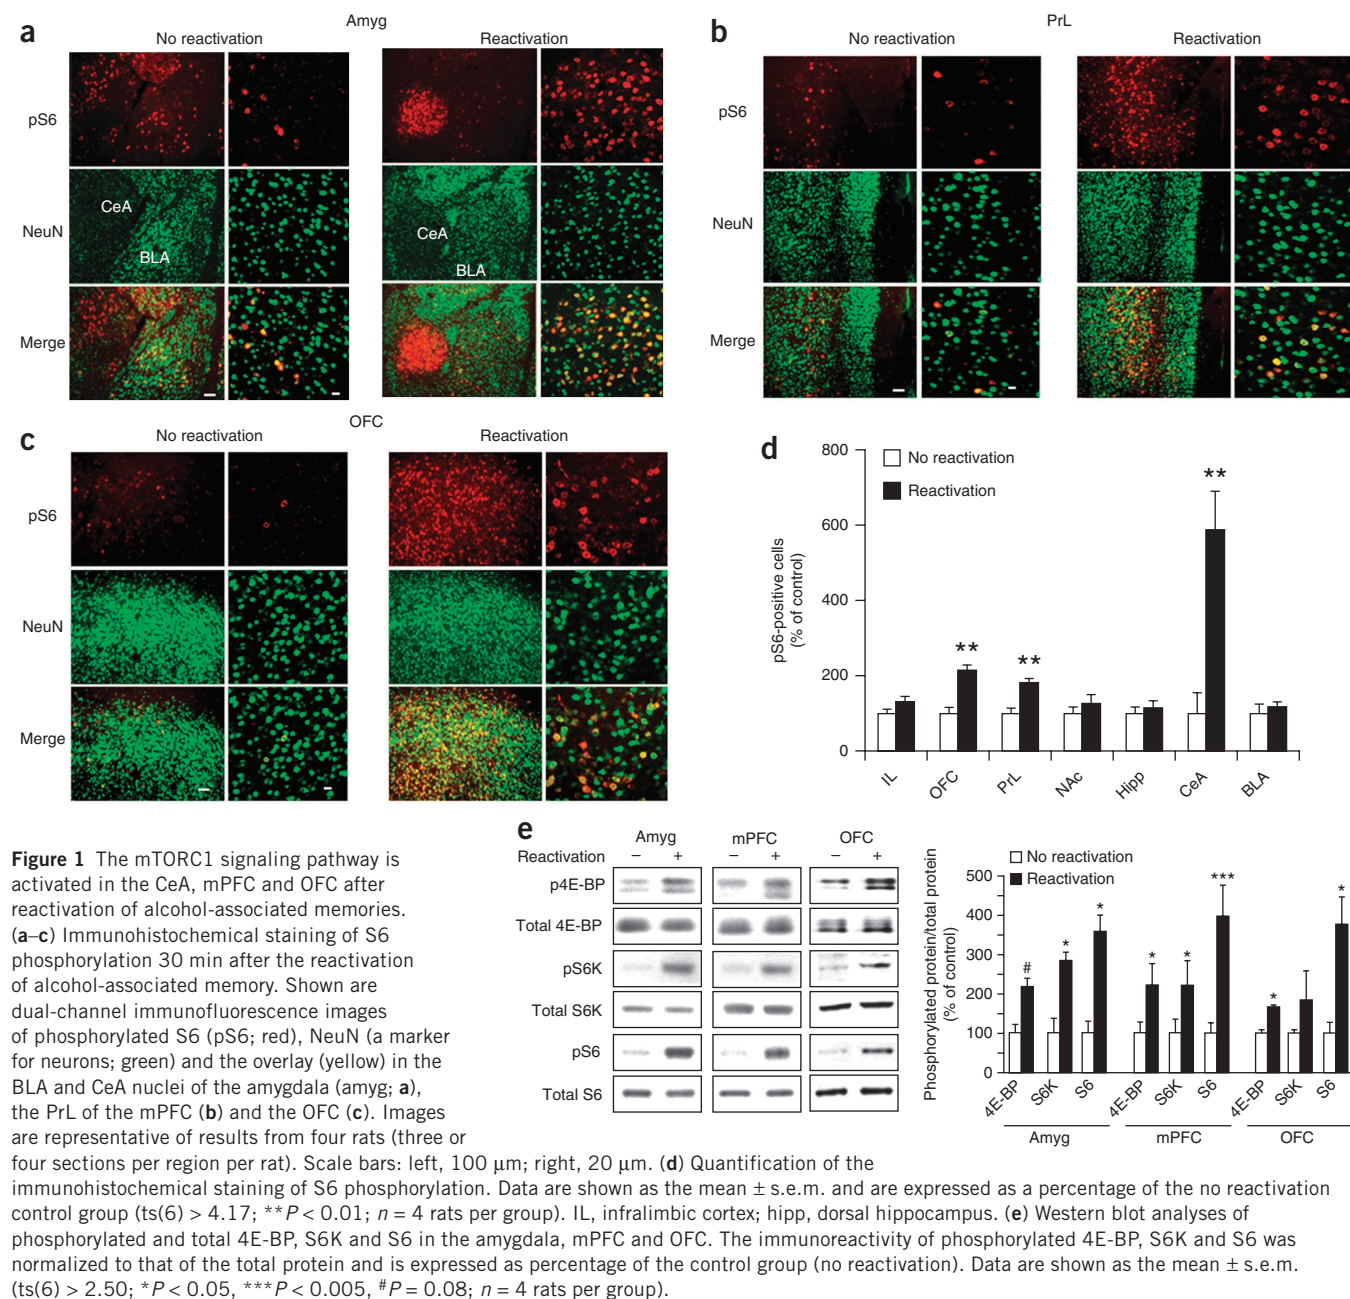 a
Amyg
No reactivation
Reactivation
pS6
NeuN
Merge
CeA
BLA
CeA
BLA
b
PrL
No reactivation
Reactivation
pS6
NeuN
Merge
c
OFC
No reactivation
Reactivation
pS6
NeuN
Merge
d
No reactivation
Reactivation
pS6-positive cells
(% of control)
800
600
400
200
0
**
**
**
IL
OFC
PrL
NAc
Hipp
CeA
BLA
e
Amyg
mPFC
OFC
Reactivation
– + – + – +
p4E-BP
Total 4E-BP
pS6K
Total S6K
pS6
Total S6
No reactivation
Reactivation
Phosphorylated protein/total protein
(% of control)
500
400
300
200
100
0
# * * * * *** * *
4E-BP S6K S6 4E-BP S6K S6 4E-BP S6K S6
Amyg mPFC OFC
Figure 1 The mTORC1 signaling pathway is
activated in the CeA, mPFC and OFC after
reactivation of alcohol-associated memories.
(a–c) Immunohistochemical staining of S6
phosphorylation 30 min after the reactivation
of alcohol-associated memory. Shown are
dual-channel immunofluorescence images
of phosphorylated S6 (pS6; red), NeuN (a marker
for neurons; green) and the overlay (yellow) in the
BLA and CeA nuclei of the amygdala (amyg; a),
the PrL of the mPFC (b) and the OFC (c). Images
are representative of results from four rats (three or
four sections per region per rat). Scale bars: left, 100 μm; right, 20 μm. (d) Quantification of the
immunohistochemical staining of S6 phosphorylation. Data are shown as the mean ± s.e.m. and are expressed as a percentage of the no reactivation
control group (ts(6) > 4.17; **P < 0.01; n = 4 rats per group). IL, infralimbic cortex; hipp, dorsal hippocampus. (e) Western blot analyses of
phosphorylated and total 4E-BP, S6K and S6 in the amygdala, mPFC and OFC. The immunoreactivity of phosphorylated 4E-BP, S6K and S6 was
normalized to that of the total protein and is expressed as percentage of the control group (no reactivation). Data are shown as the mean ± s.e.m.
(ts(6) > 2.50; *P < 0.05, ***P < 0.005, #P = 0.08; n = 4 rats per group).